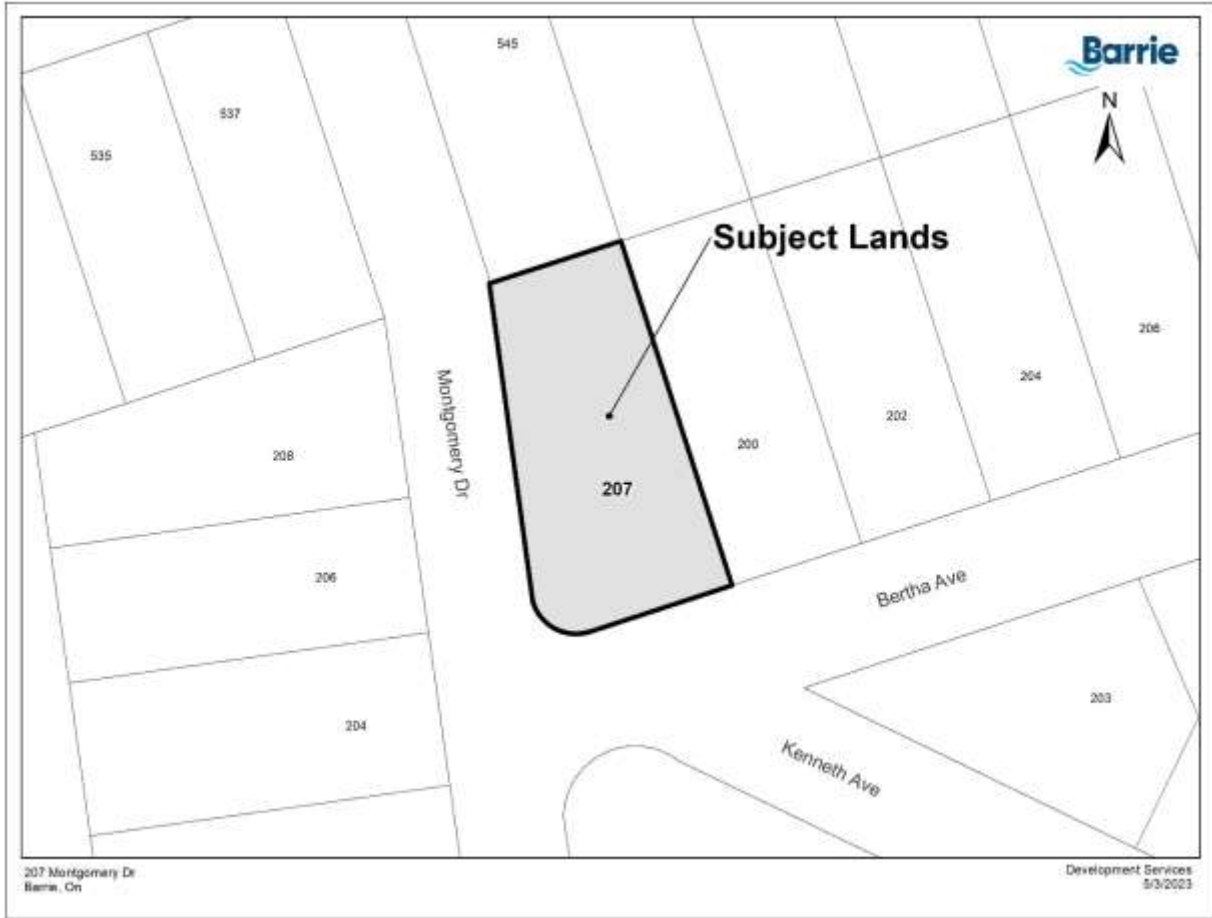 545
Barrie
537
N
535
Subject Lands
206
204
Montgomery Dr
202
200
208
207
206
Bertha Ave
203
204
Kenneth Ave
207 Montgomery Dr
Barrie, On
Development Services
5/3/2023